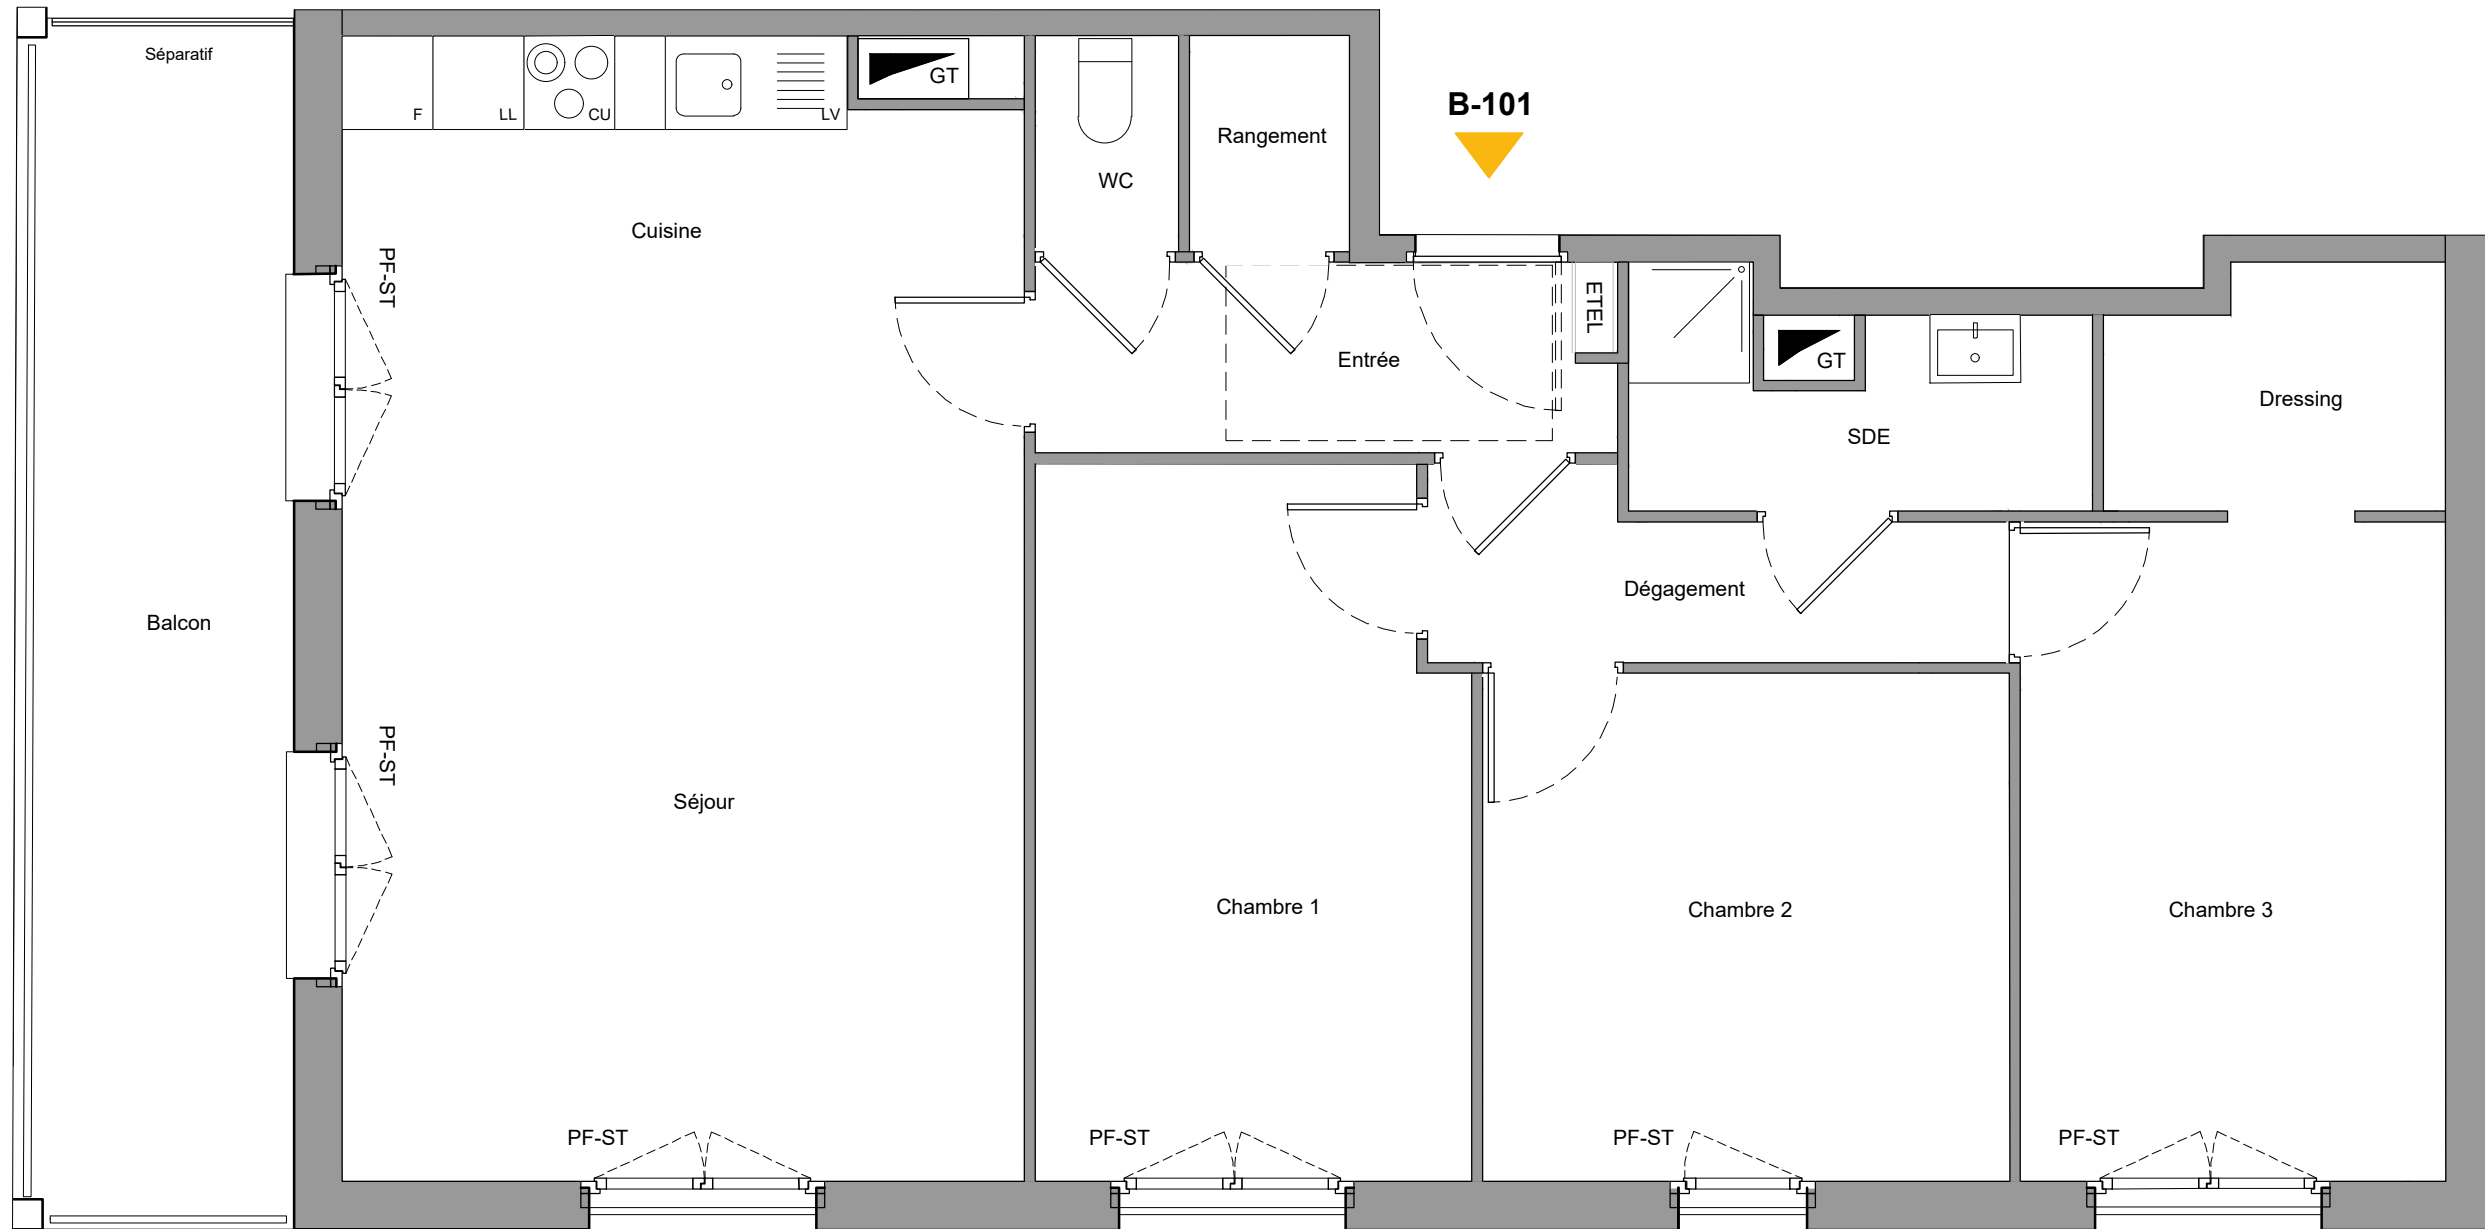 Séparatif
F
LL
CU
LV
GT
B-101
Rangement
WC
Cuisine
PF-ST
ETEL
Entrée
GT
Dressing
SDE
Dégagement
Balcon
PF-ST
Séjour
Chambre 1
Chambre 2
Chambre 3
PF-ST
PF-ST
PF-ST
PF-ST